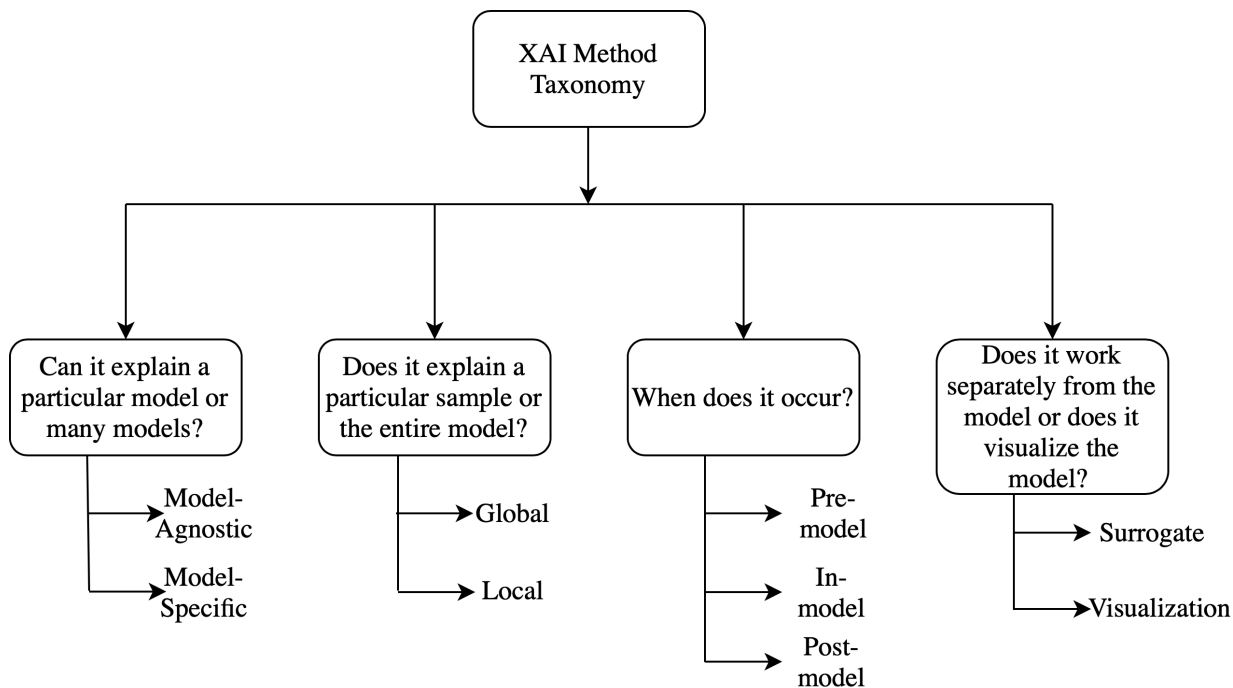 XAI Method
Taxonomy
Can it explain a
particular model or
many models?
Does it explain a
particular sample or
the entire model?
When does it occur?
Does it work
separately from the
model or does it
visualize the
model?
Model-
Agnostic
Model-
Specific
Global
Local
Pre-
model
In-
model
Post-
model
Surrogate
Visualization